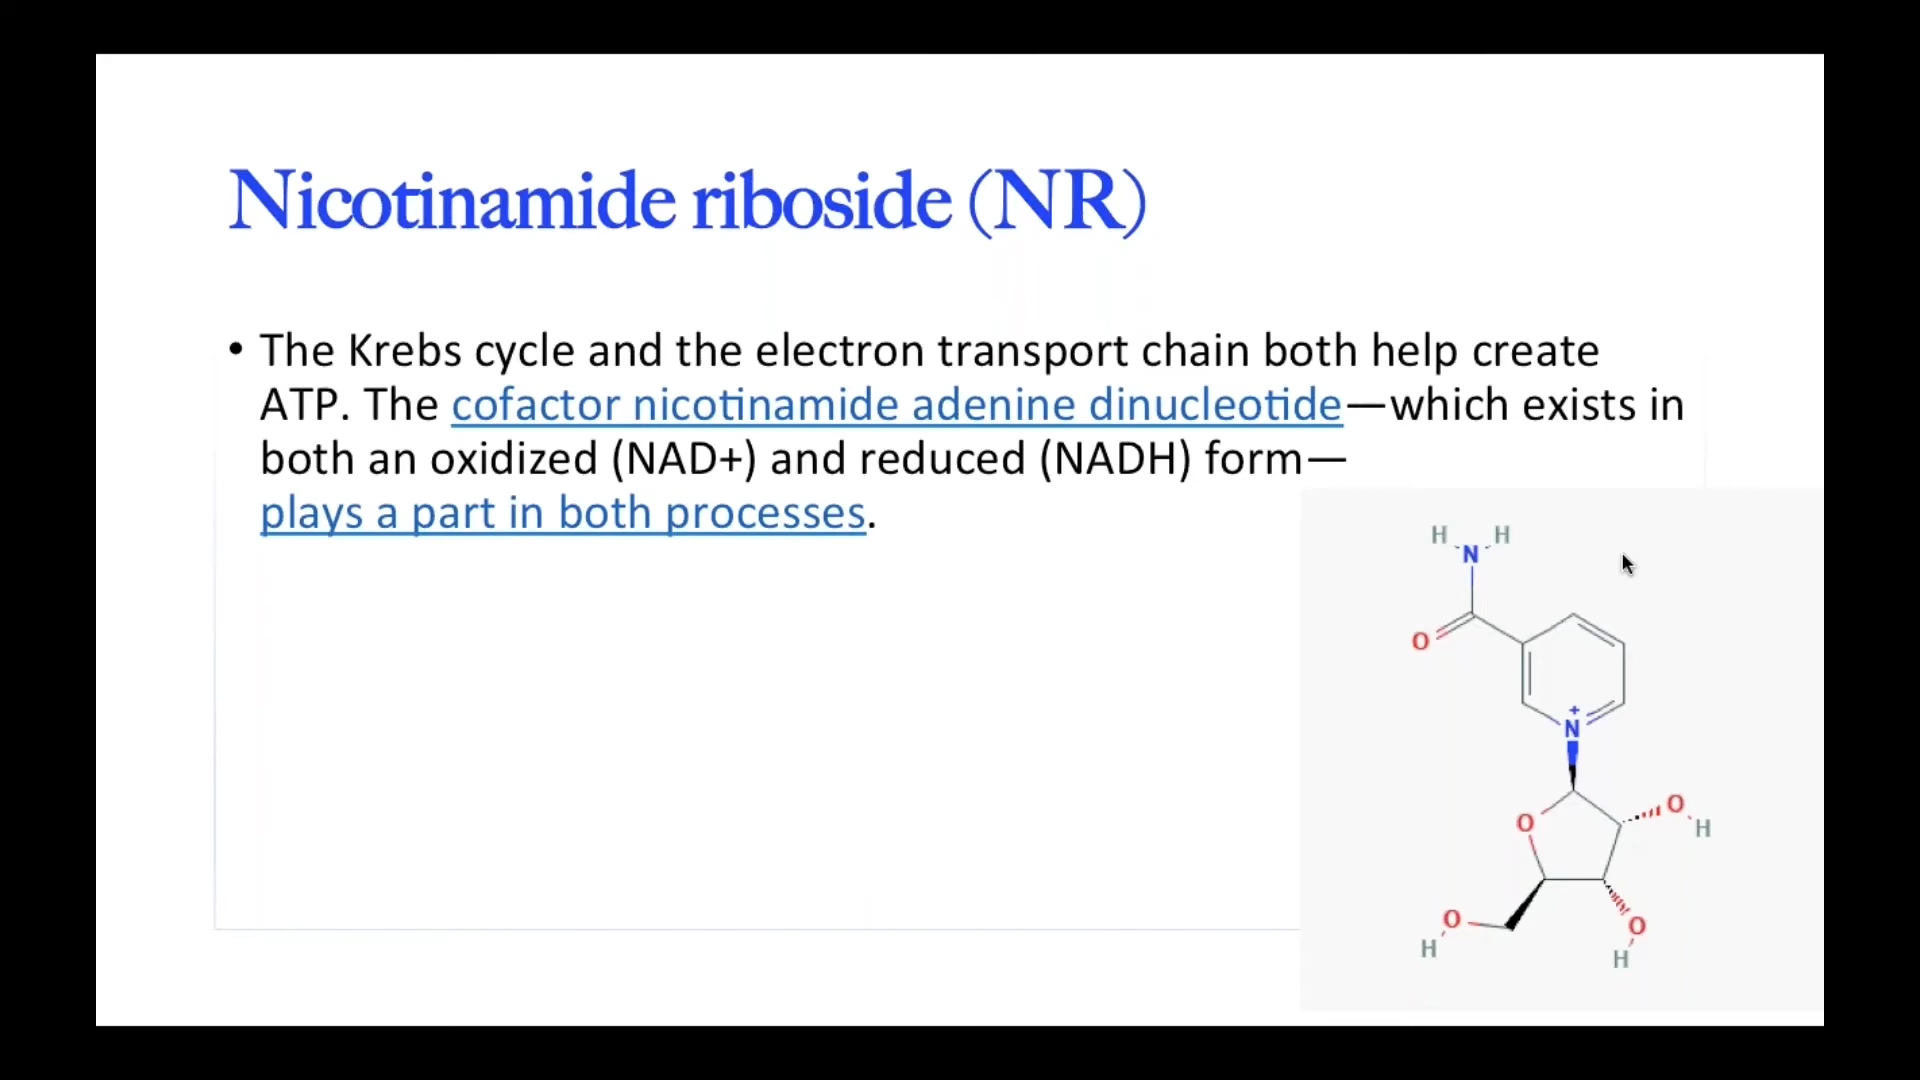 Nicotinamide riboside (NR)
• The Krebs cycle and the electron transport chain both help create
ATP. The cofactor nicotinamide adenine dinucleotide—which exists in
both an oxidized (NAD+) and reduced (NADH) form—
plays a part in both processes.
H H
N
O
+
N
O
O
H
O
H
O
H